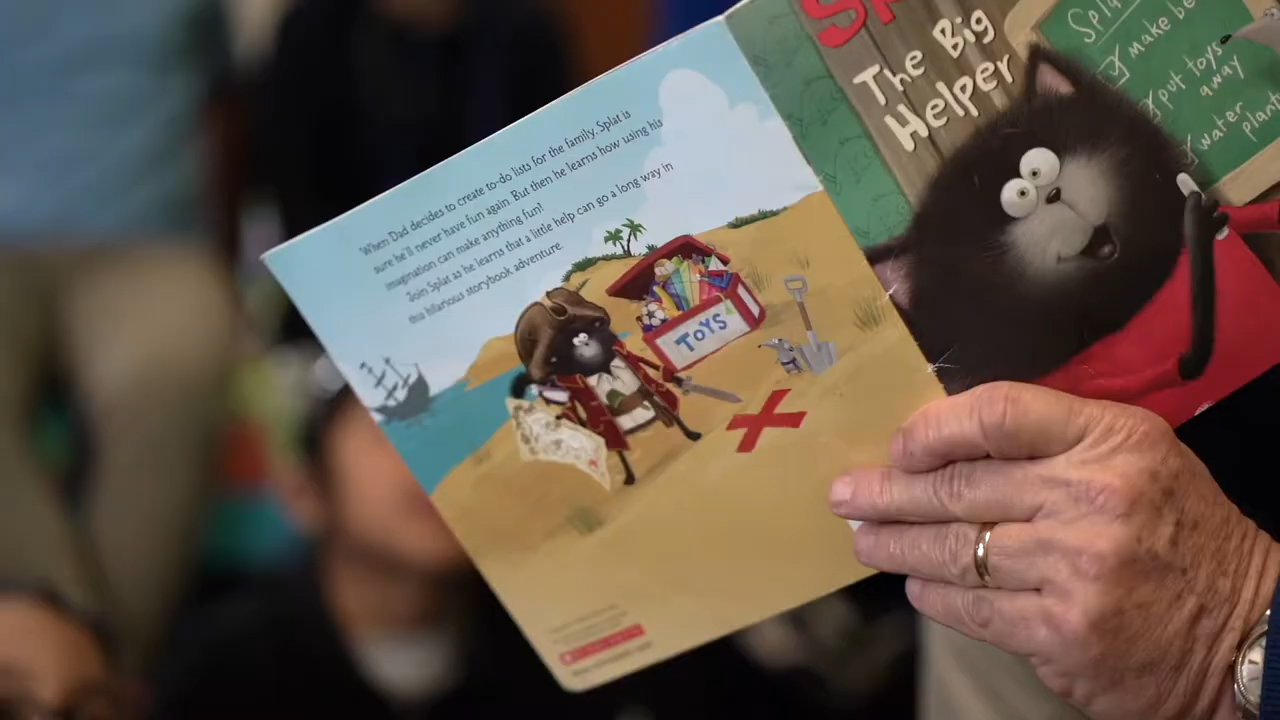 When Dad decides to create to-do lists for the family, Splat is
sure he'll never have fun again. But then he learns how using his
imagination can make anything fun!
Join Splat as he learns that a little help can go a long way in
this hilarious storybook adventure.
TOYS
The Big
Helper
make be
put toys
away
water
plant